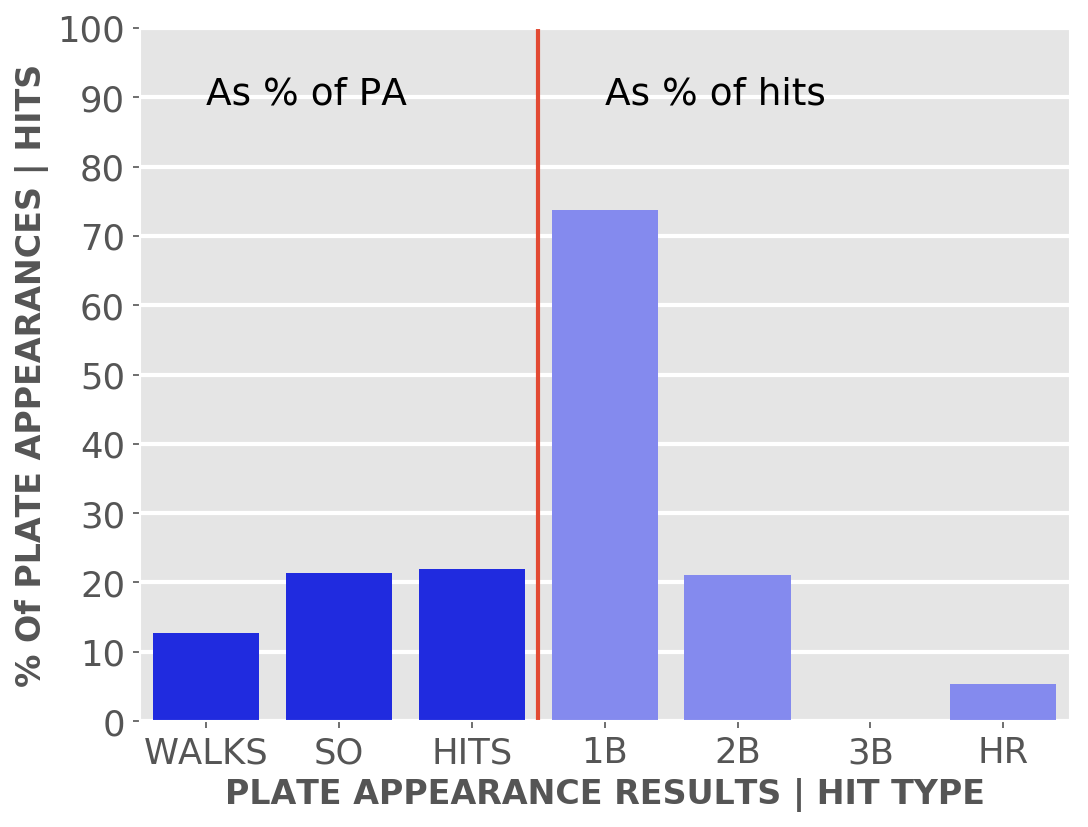 % Of PLATE APPEARANCES | HITS
100
90
80
70
60
50
40
30
20
10
0
As % of PA
As % of hits
WALKS SO HITS 1B 2B 3B HR
PLATE APPEARANCE RESULTS | HIT TYPE